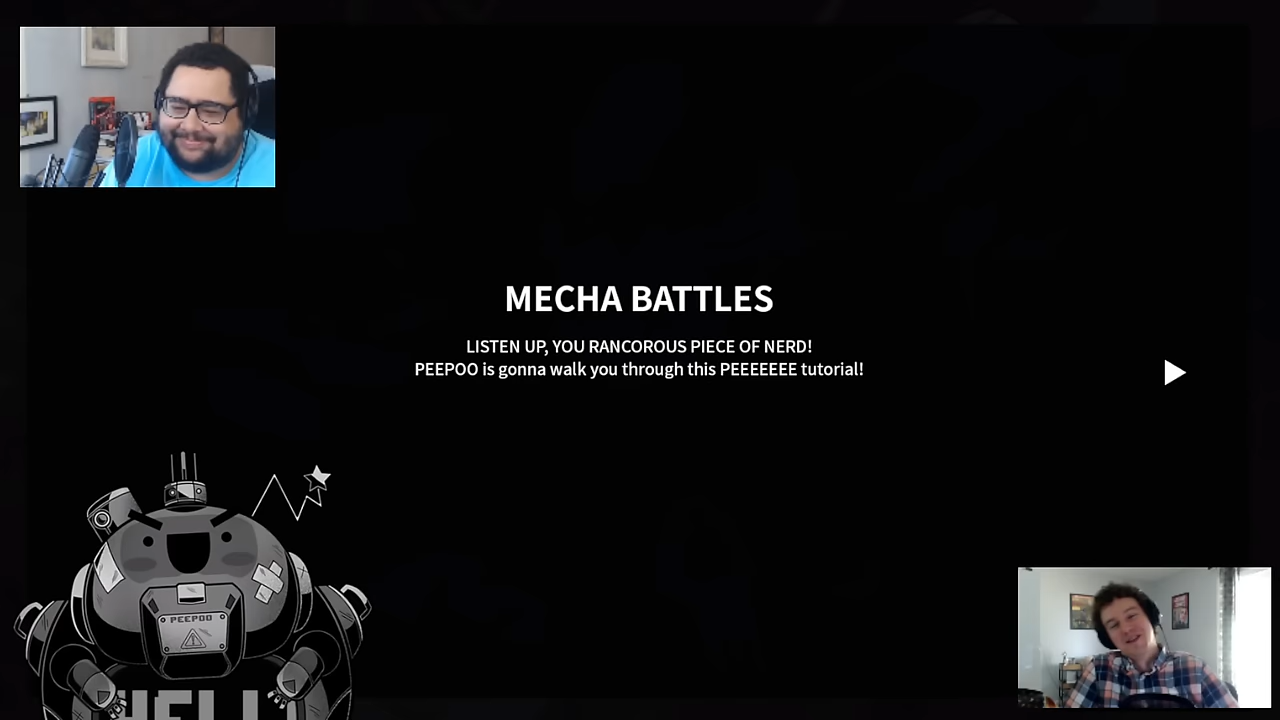 MECHA BATTLES
LISTEN UP, YOU RANCOROUS PIECE OF NERD!
PEEPOO is gonna walk you through this PEEEEEEE tutorial!
PEEPOO
HELL